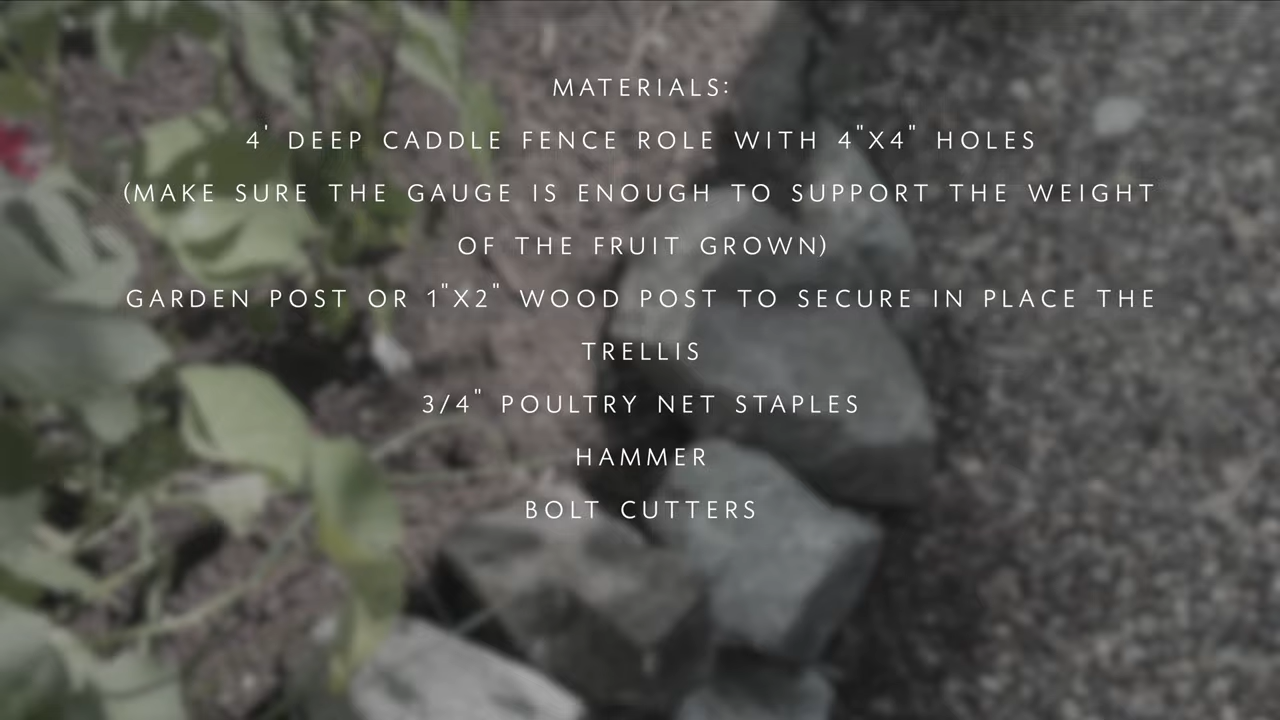 MATERIALS:
4' DEEP CADDLE FENCE ROLE WITH 4"X4" HOLES
(MAKE SURE THE GAUGE IS ENOUGH TO SUPPORT THE WEIGHT
OF THE FRUIT GROWN)
GARDEN POST OR 1"X2" WOOD POST TO SECURE IN PLACE THE
TRELLIS
3/4" POULTRY NET STAPLES
HAMMER
BOLT CUTTERS